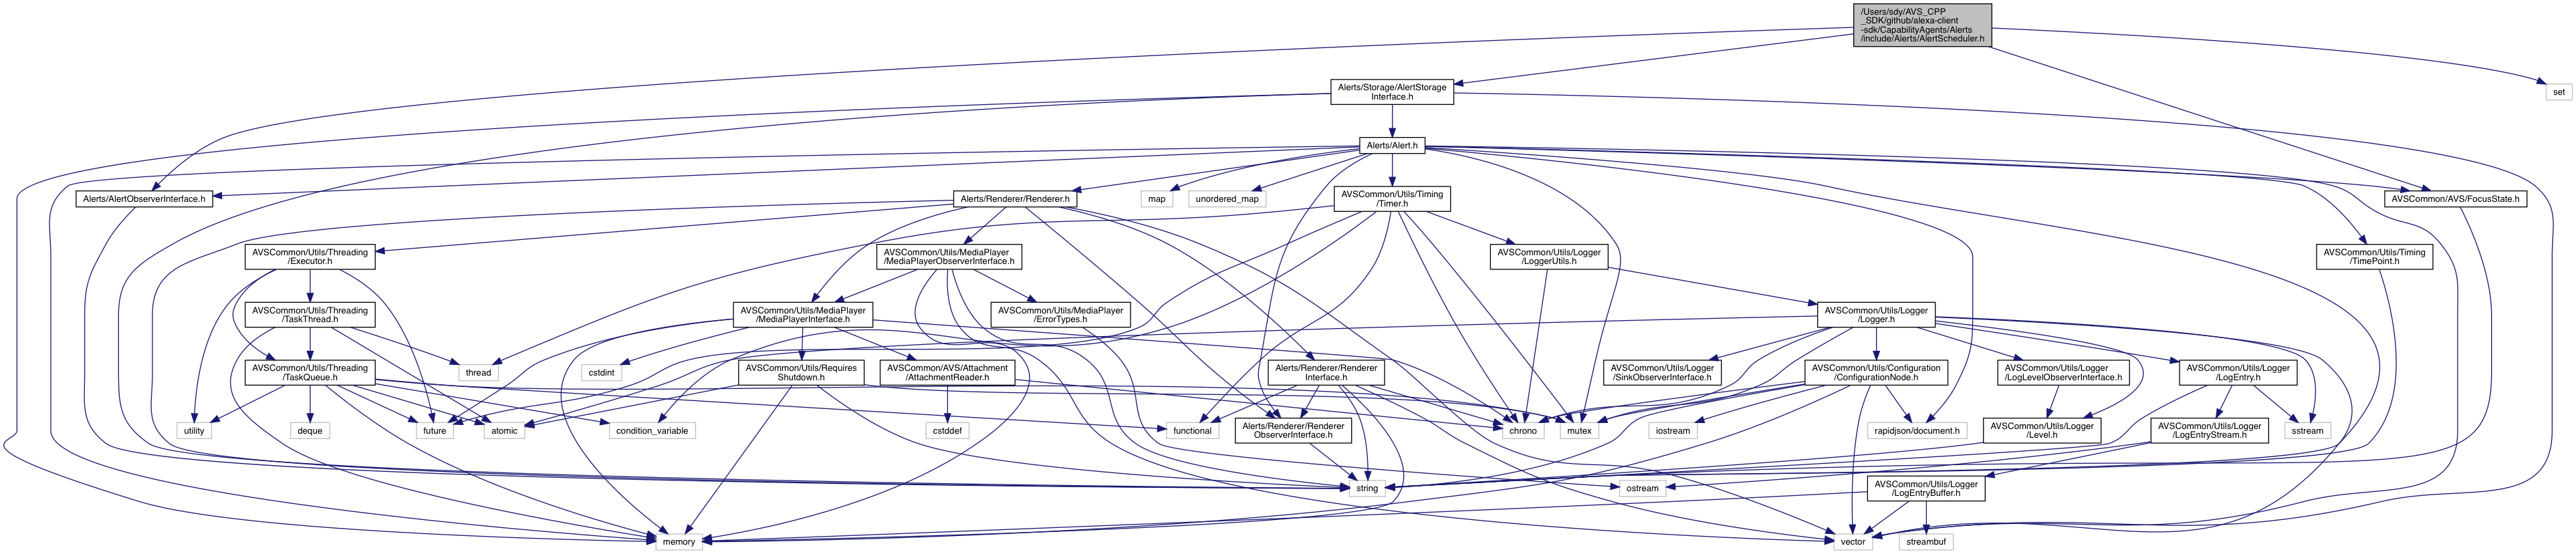 /Users/sdy/AVS_CPP
_SDK/github/alexa-client
-sdk/CapabilityAgents/Alerts
/include/Alerts/AlertScheduler.h
Alerts/Storage/AlertStorage
Interface.h
set
Alerts/Alert.h
Alerts/AlertObserverInterface.h
Alerts/Renderer/Renderer.h
map
unordered_map
AVSCommon/Utils/Timing
/Timer.h
AVSCommon/AVS/FocusState.h
AVSCommon/Utils/Threading
/Executor.h
AVSCommon/Utils/MediaPlayer
/MediaPlayerObserverInterface.h
AVSCommon/Utils/Logger
/LoggerUtils.h
AVSCommon/Utils/Timing
/TimePoint.h
AVSCommon/Utils/Threading
/TaskThread.h
AVSCommon/Utils/MediaPlayer
/MediaPlayerInterface.h
AVSCommon/Utils/MediaPlayer
/ErrorTypes.h
AVSCommon/Utils/Logger
/Logger.h
AVSCommon/Utils/Threading
/TaskQueue.h
thread
cstdint
AVSCommon/Utils/Requires
Shutdown.h
AVSCommon/AVS/Attachment
/AttachmentReader.h
Alerts/Renderer/Renderer
Interface.h
AVSCommon/Utils/Logger
/SinkObserverInterface.h
AVSCommon/Utils/Configuration
/ConfigurationNode.h
AVSCommon/Utils/Logger
/LogLevelObserverInterface.h
AVSCommon/Utils/Logger
/LogEntry.h
utility
deque
future
atomic
condition_variable
cstddef
functional
Alerts/Renderer/Renderer
ObserverInterface.h
chrono
mutex
iostream
rapidjson/document.h
AVSCommon/Utils/Logger
/Level.h
AVSCommon/Utils/Logger
/LogEntryStream.h
sstream
string
ostream
AVSCommon/Utils/Logger
/LogEntryBuffer.h
memory
vector
streambuf